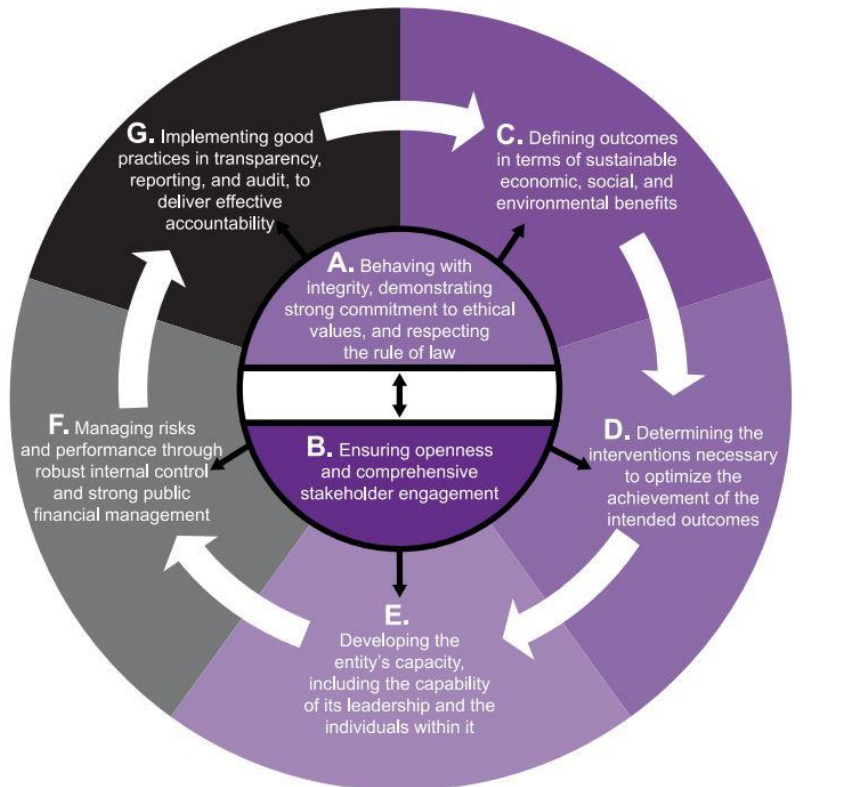 G. Implementing good
practices in transparency,
reporting, and audit, to
deliver effective
accountability
C. Defining outcomes
in terms of sustainable
economic, social, and
environmental benefits
A. Behaving with
integrity, demonstrating
strong commitment to ethical
values, and respecting
the rule of law
B. Ensuring openness
and comprehensive
stakeholder engagement
D. Determining the
interventions necessary
to optimize the
achievement of the
intended outcomes
F. Managing risks
and performance through
robust internal control
and strong public
financial management
E.
Developing the
entity's capacity,
including the capability
of its leadership and the
individuals within it